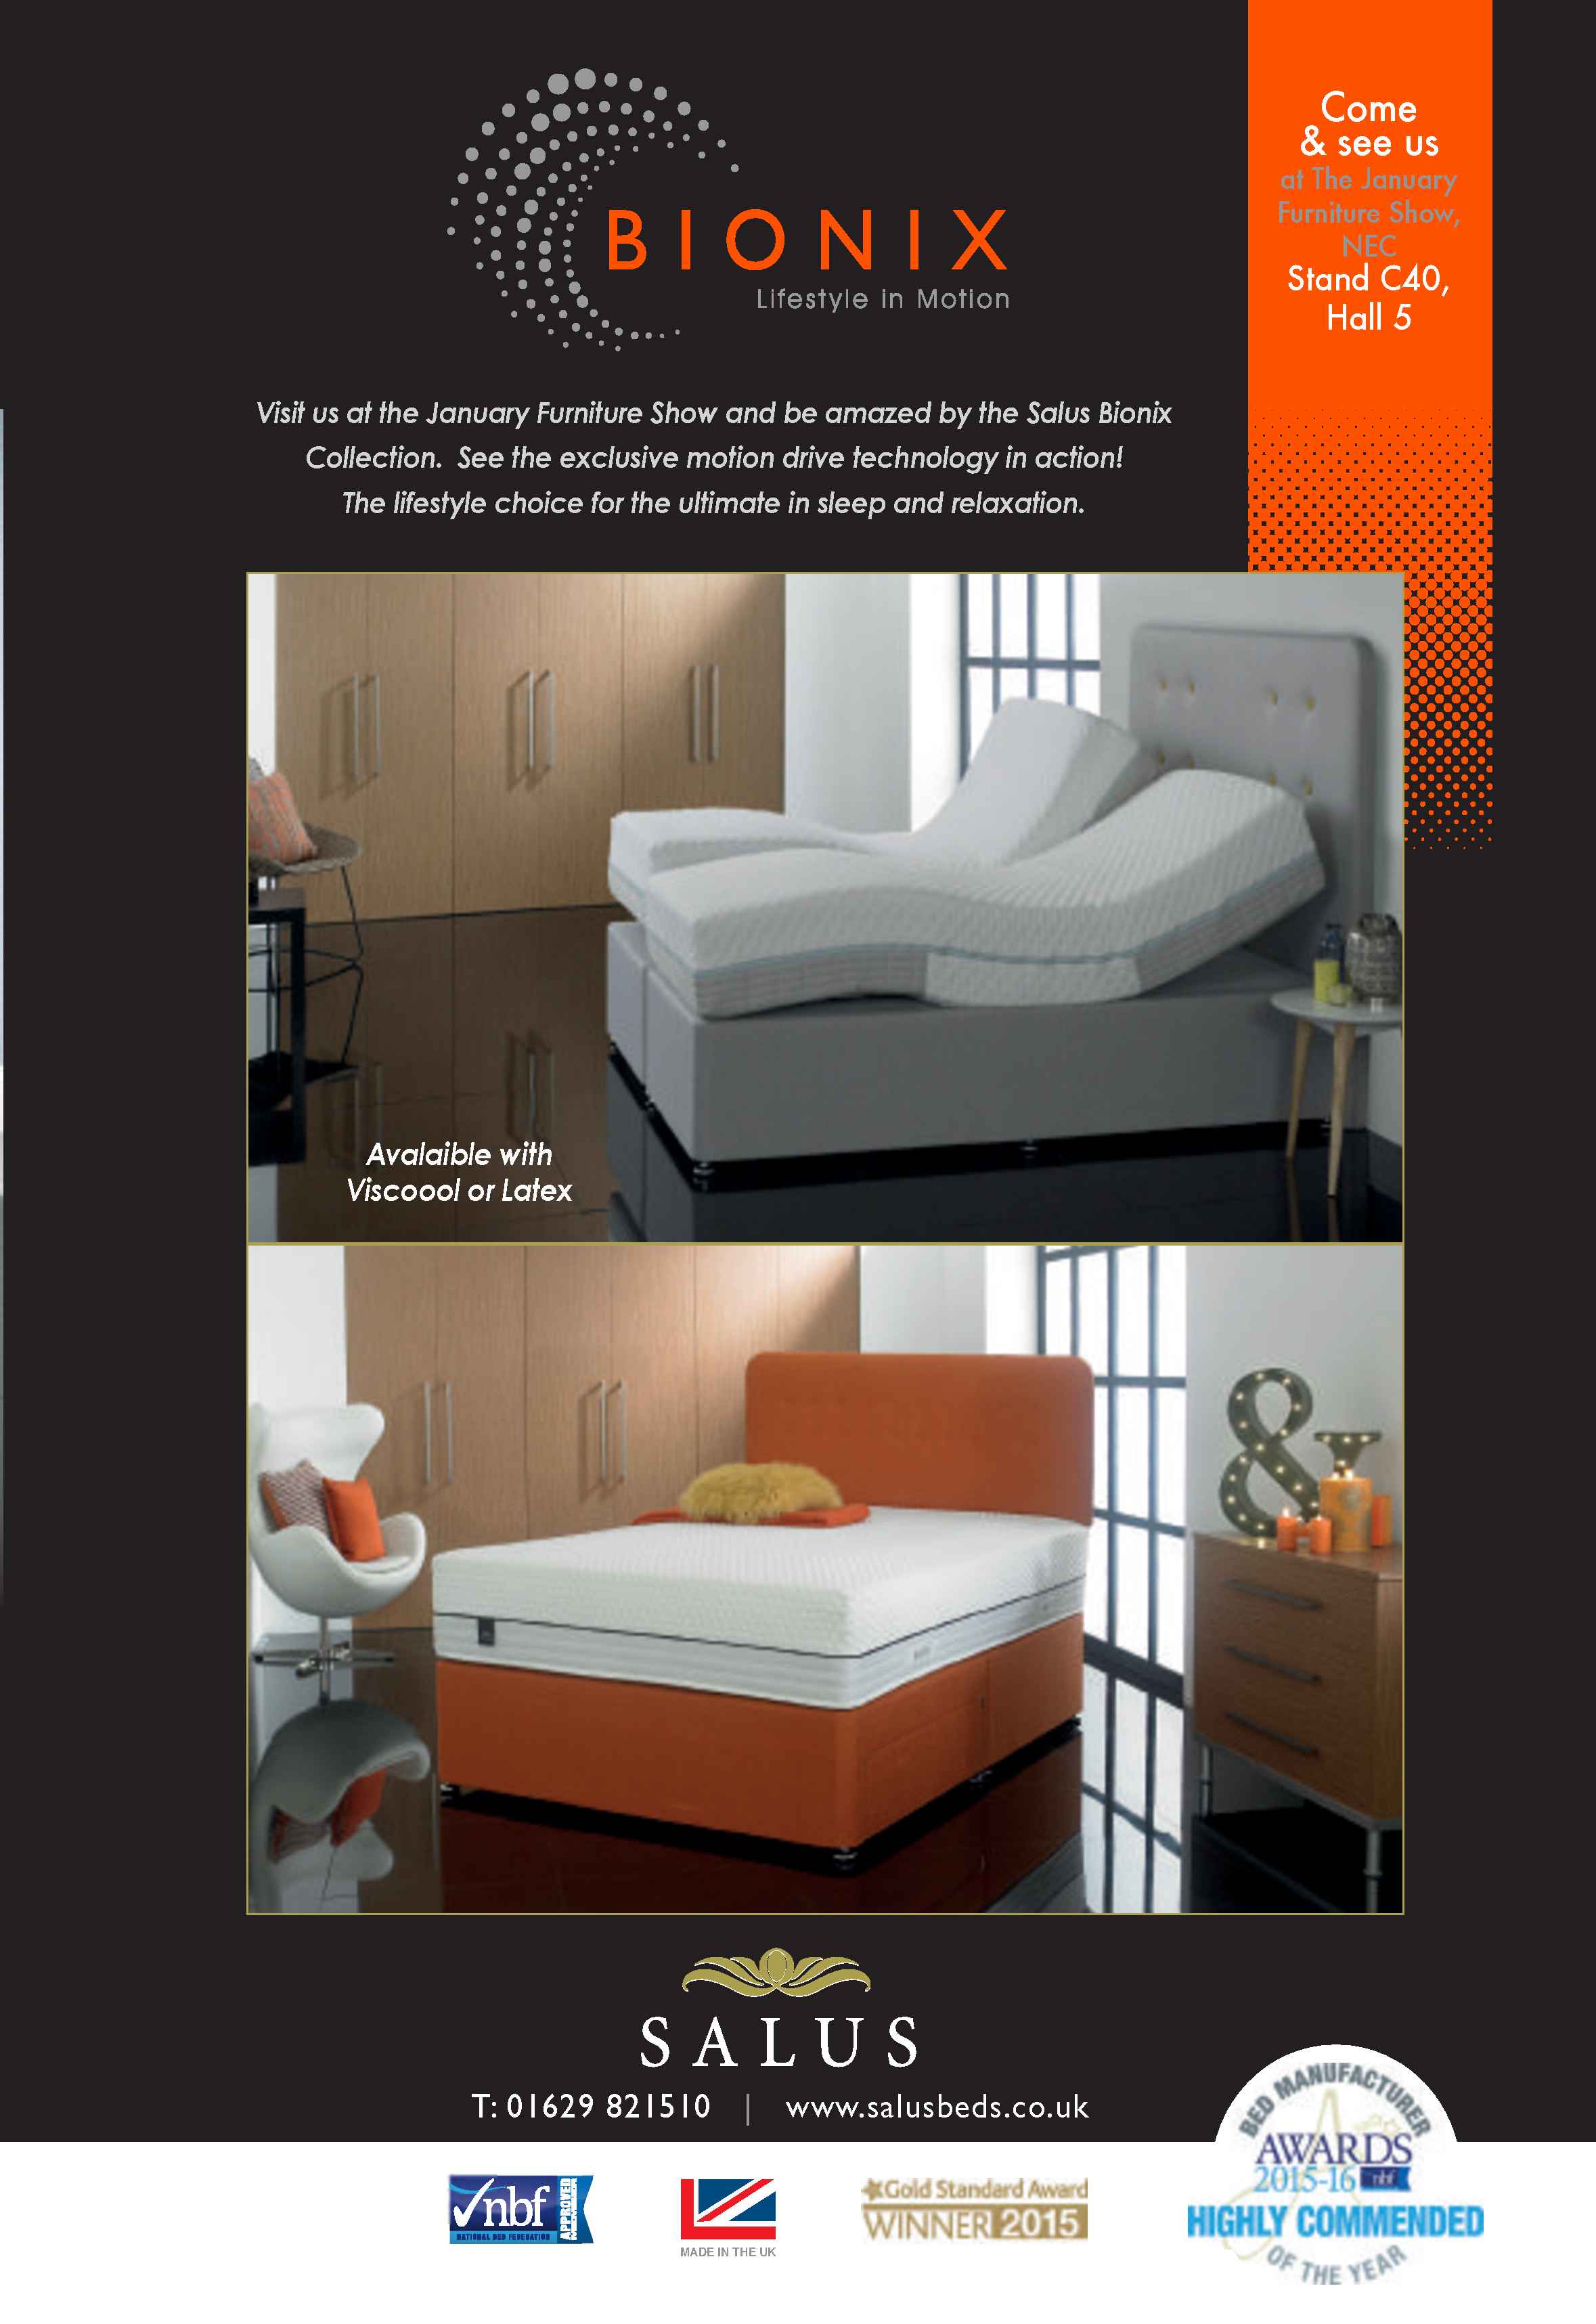 BIONIX
Lifestyle in Motion
Come
& see us
at The January
Furniture Show,
NEC
Stand C40,
Hall 5
Visit us at the January Furniture Show and be amazed by the Salus Bionix
Collection. See the exclusive motion drive technology in action!
The lifestyle choice for the ultimate in sleep and relaxation.
Avalaible with
Viscoool or Latex
&
SALUS
T: 01629 821510 | www.salusbeds.co.uk
nbf
NATIONAL BED FEDERATION
APPROVED
MADE IN THE UK
Gold Standard Award
WINNER 2015
BED MANUFACTURER
AWARDS
2015-16 nbf
HIGHLY COMMENDED
OF THE YEAR